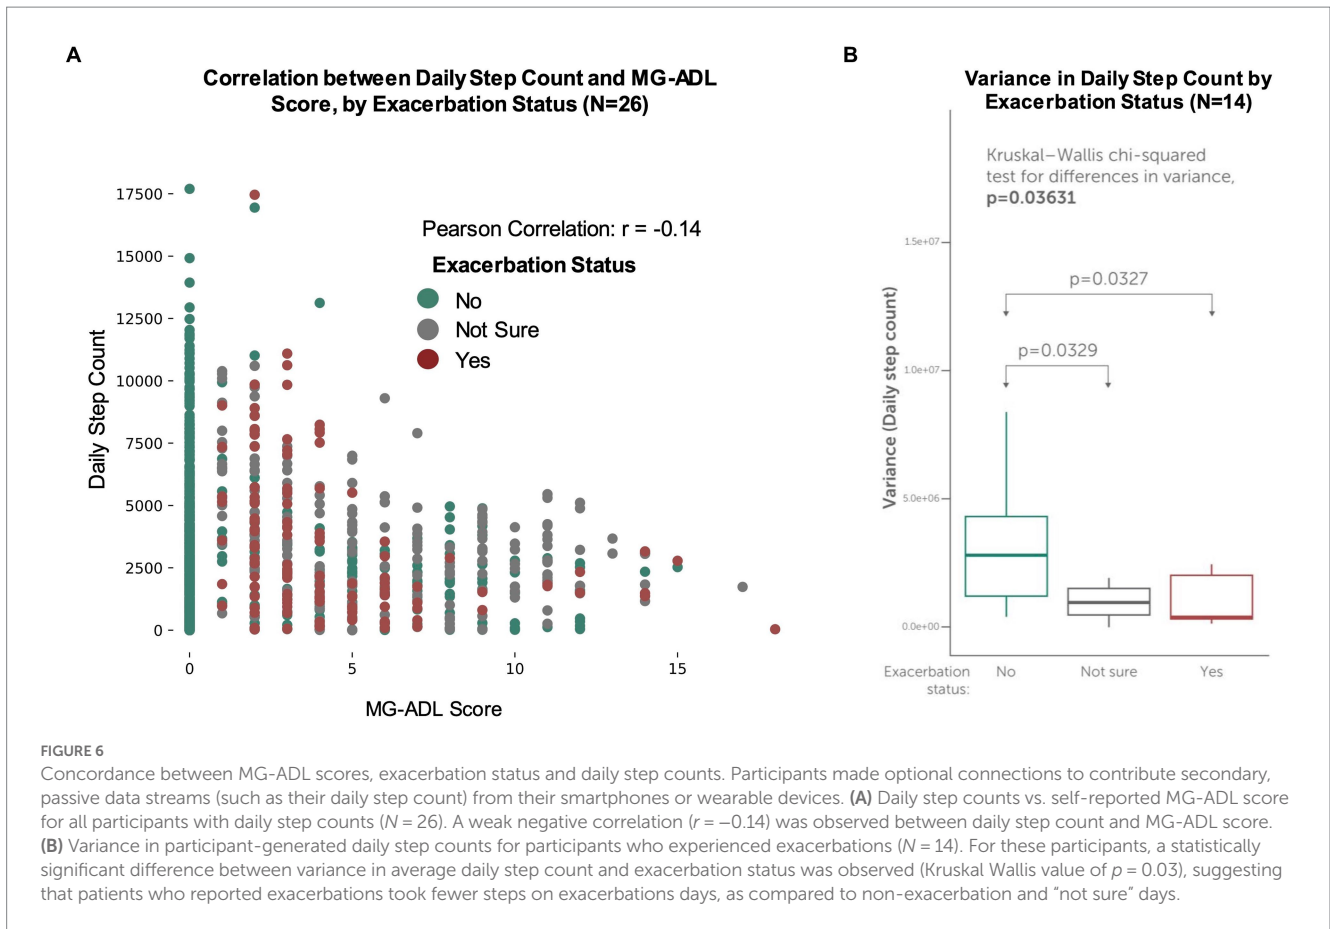 A
Correlation between Daily Step Count and MG-ADL
Score, by Exacerbation Status (N=26)
Pearson Correlation: r = -0.14
Exacerbation Status
No
Not Sure
Yes
Daily Step Count
17500
15000
12500
10000
7500
5000
2500
0
0
5
10
15
MG-ADL Score
B
Variance in Daily Step Count by
Exacerbation Status (N=14)
Kruskal–Wallis chi-squared
test for differences in variance,
p=0.03631
Variance (Daily step count)
1.5e+07
1.0e+07
5.0e+06
0.0e+00
p=0.0327
p=0.0329
Exacerbation
status:
No
Not sure
Yes
FIGURE 6
Concordance between MG-ADL scores, exacerbation status and daily step counts. Participants made optional connections to contribute secondary,
passive data streams (such as their daily step count) from their smartphones or wearable devices. (A) Daily step counts vs. self-reported MG-ADL score
for all participants with daily step counts (N = 26). A weak negative correlation (r = −0.14) was observed between daily step count and MG-ADL score.
(B) Variance in participant-generated daily step counts for participants who experienced exacerbations (N = 14). For these participants, a statistically
significant difference between variance in average daily step count and exacerbation status was observed (Kruskal Wallis value of p = 0.03), suggesting
that patients who reported exacerbations took fewer steps on exacerbations days, as compared to non-exacerbation and "not sure" days.